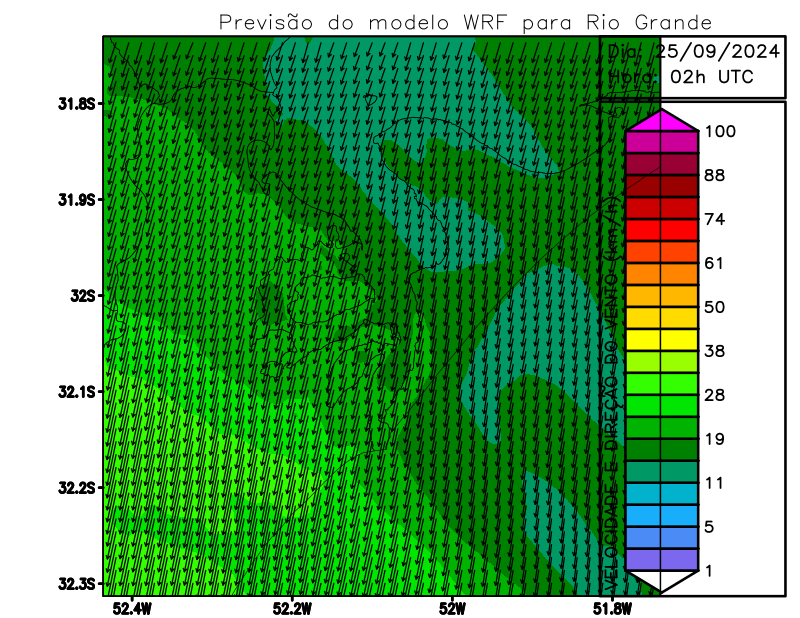 Previsão do modelo WRF para Rio Grande
Dia: 25/09/2024
Hora: 02h UTC
31.8S
31.9S
32S
32.1S
32.2S
32.3S
52.4W
52.2W
52W
51.8W
VELOCIDADE E DIREÇÃO DO VENTO (km/h)
100
88
74
61
50
38
28
19
11
5
1